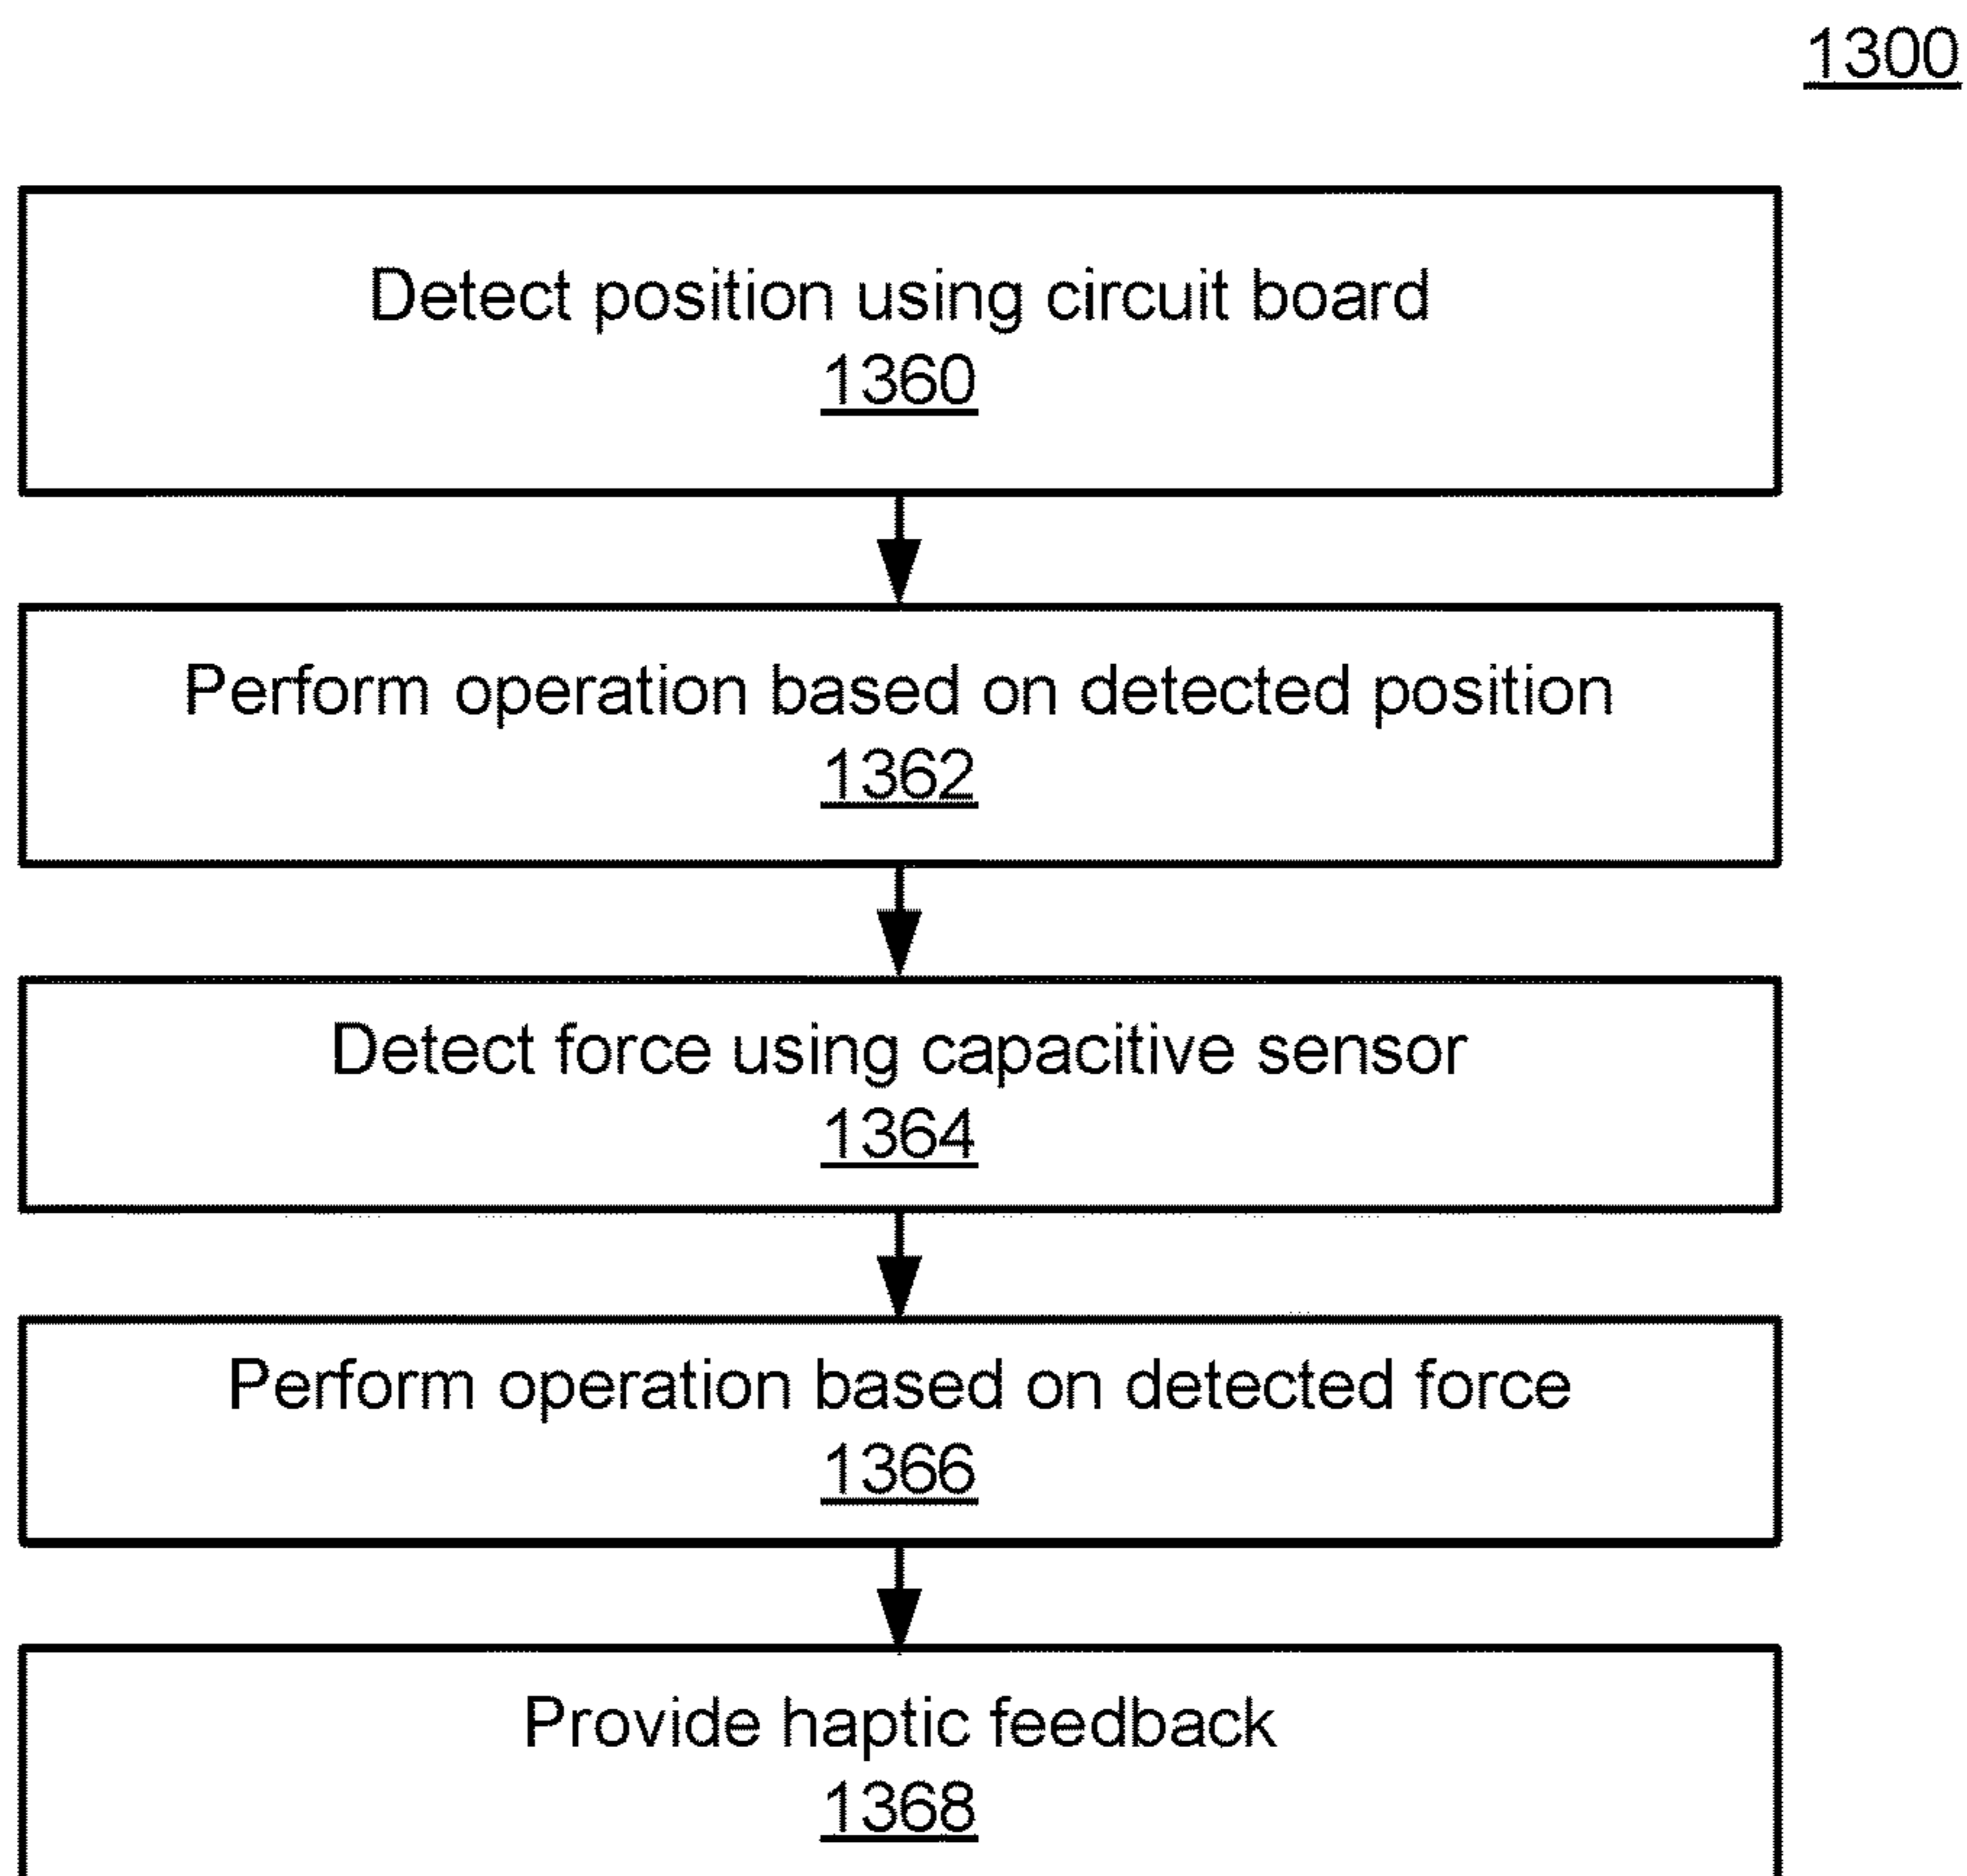 1300
Detect position using circuit board
1360
Perform operation based on detected position
1362
Detect force using capacitive sensor
1364
Perform operation based on detected force
1366
Provide haptic feedback
1368